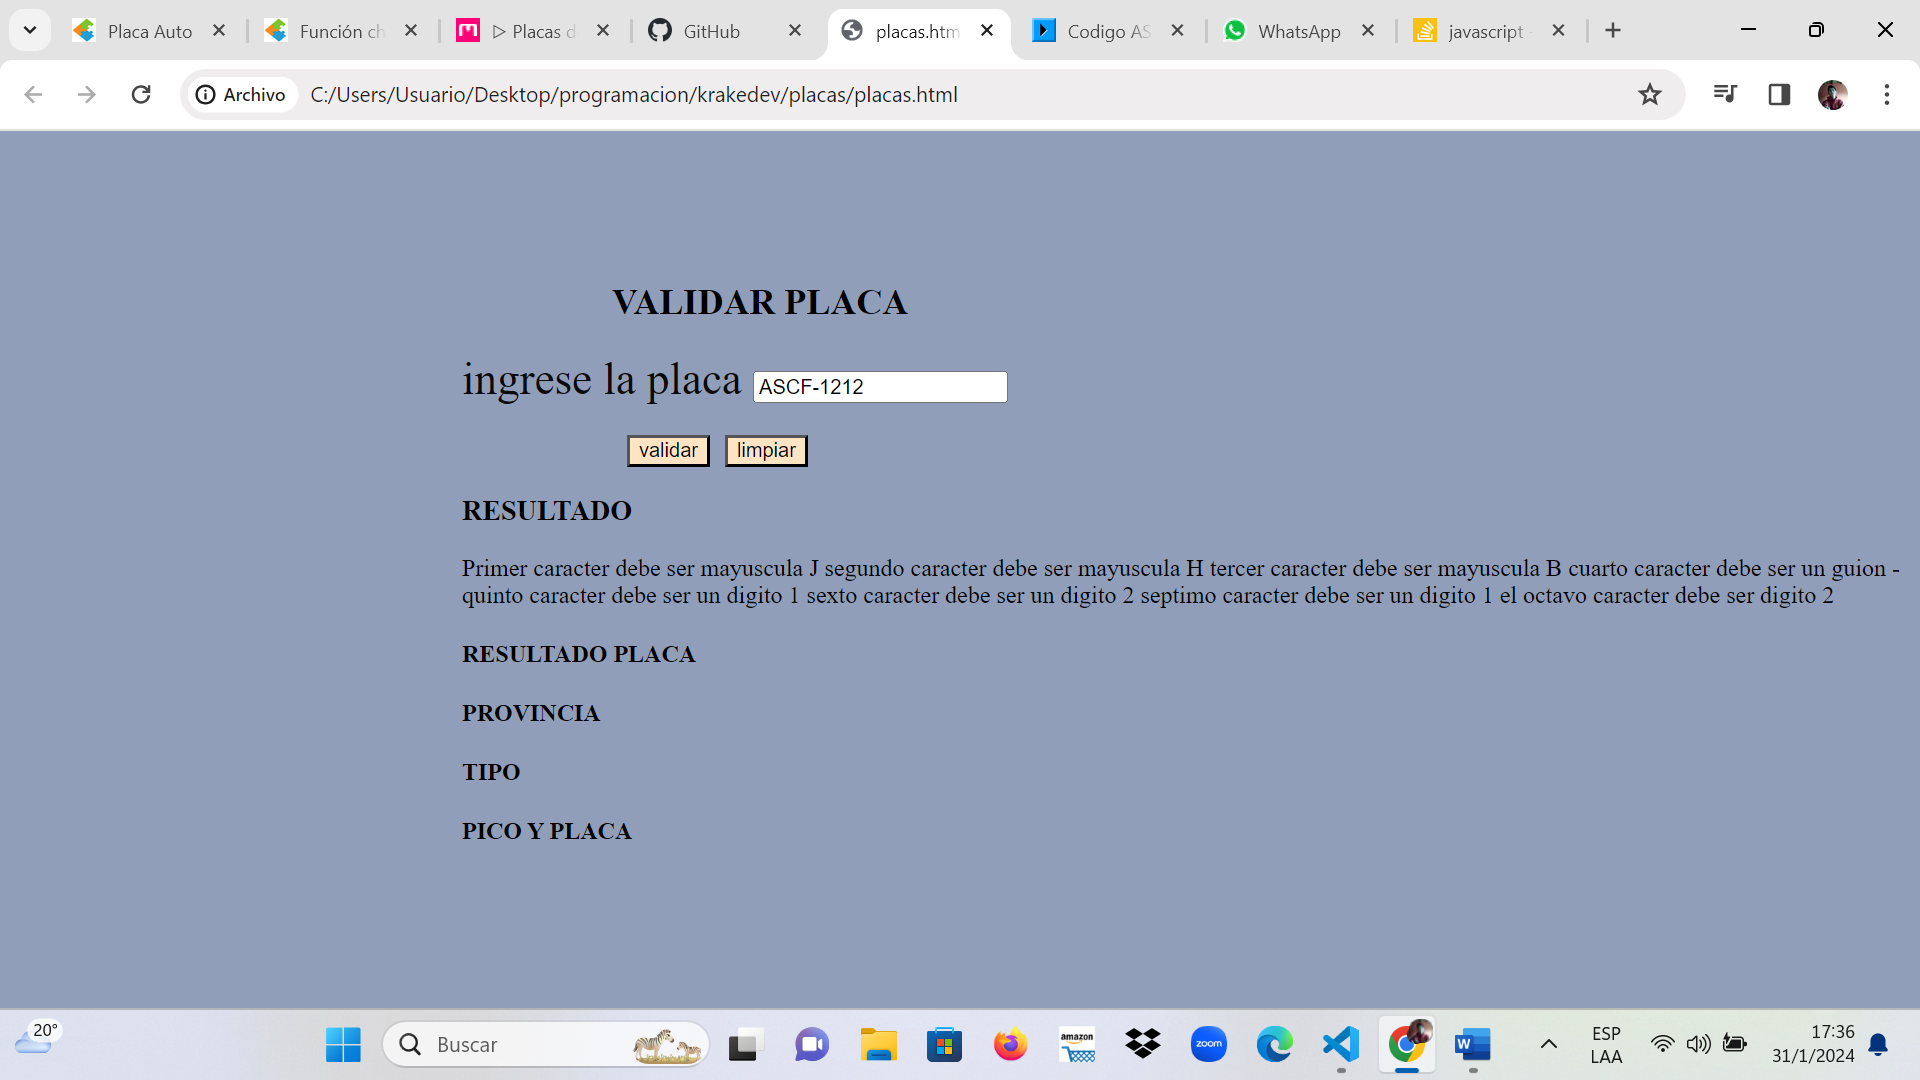 Placa Auto
Función ch
▷ Placas d
GitHub
placas.htm
Codigo AS
WhatsApp
javascript -
Archivo
C:/Users/Usuario/Desktop/programacion/krakedev/placas/placas.html
VALIDAR PLACA
ingrese la placa ASCF-1212
validar limpiar
RESULTADO
Primer caracter debe ser mayuscula J segundo caracter debe ser mayuscula H tercer caracter debe ser mayuscula B cuarto caracter debe ser un guion -
quinto caracter debe ser un digito 1 sexto caracter debe ser un digito 2 septimo caracter debe ser un digito 1 el octavo caracter debe ser digito 2
RESULTADO PLACA
PROVINCIA
TIPO
PICO Y PLACA
20°
Buscar
amazon
zoom
W
ESP
LAA
17:36
31/1/2024